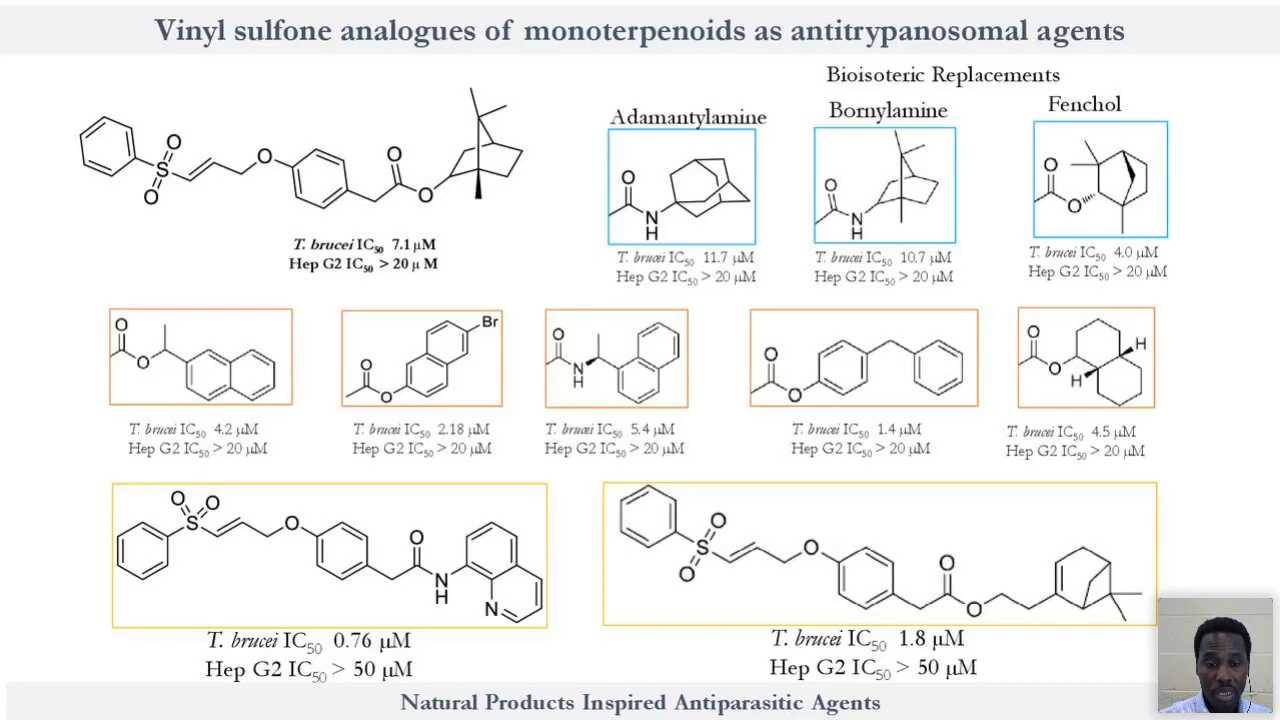 Vinyl sulfone analogues of monoterpenoids as antitrypanosomal agents
Bioisoteric Replacements
Adamantylamine
Bornylamine
Fenchol
O
S
O
O
O
O
T. brucei IC50 7.1 μM
Hep G2 IC50 > 20 μ M
O
N
H
T. brucei IC50 11.7 μM
Hep G2 IC50 > 20 μM
O
N
H
T. brucei IC50 10.7 μM
Hep G2 IC50 > 20 μM
O
O
T. brucei IC50 4.0 μM
Hep G2 IC50 > 20 μM
O
O
T. brucei IC50 4.2 μM
Hep G2 IC50 > 20 μM
Br
O
O
T. brucei IC50 2.18 μM
Hep G2 IC50 > 20 μM
O
N
H
T. brucei IC50 5.4 μM
Hep G2 IC50 > 20 μM
O
O
T. brucei IC50 1.4 μM
Hep G2 IC50 > 20 μM
O
O
H
H
T. brucei IC50 4.5 μM
Hep G2 IC50 > 20 μM
O O
S
O
O
N
H
N
T. brucei IC50 0.76 μM
Hep G2 IC50 > 50 μM
O
S
O
O
O
O
T. brucei IC50 1.8 μM
Hep G2 IC50 > 50 μM
Natural Products Inspired Antiparasitic Agents